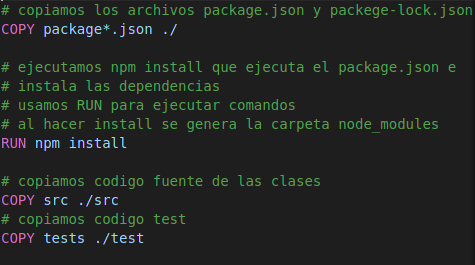 # copiamos los archivos package.json y packege-lock.json
COPY package*.json ./
# ejecutamos npm install que ejecuta el package.json e
# instala las dependencias
# usamos RUN para ejecutar comandos
# al hacer install se genera la carpeta node_modules
RUN npm install
# copiamos codigo fuente de las clases
COPY src ./src
# copiamos codigo test
COPY tests ./test